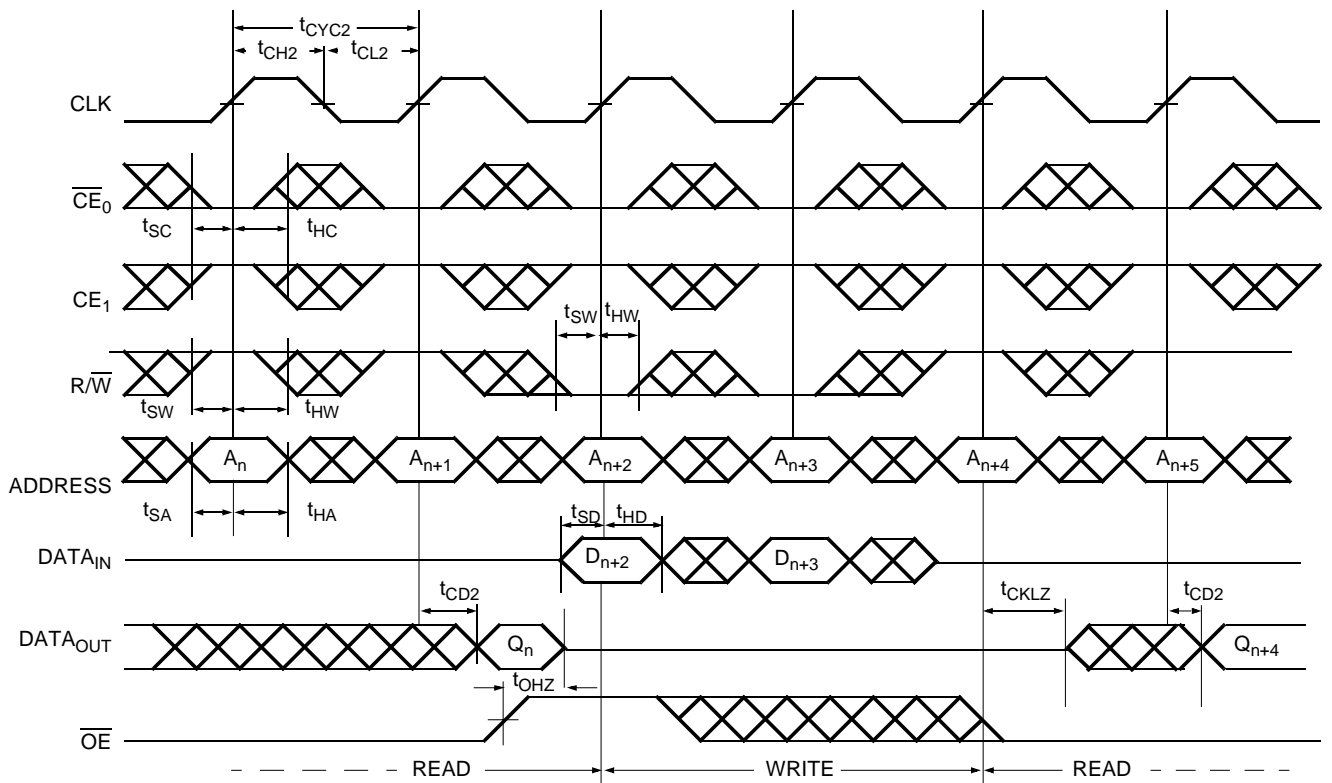 tCYC2
tCH2 tCL2
CLK
CE0
tSC tHC
CE1
tSW tHW
R/W
tSW tHW
An An+1 An+2 An+3 An+4 An+5
ADDRESS
tSA tHA tSD tHD
DATAIN Dn+2 Dn+3
tCD2 tCKLZ tCD2
DATAOUT Qn Qn+4
tOHZ
OE
READ WRITE READ